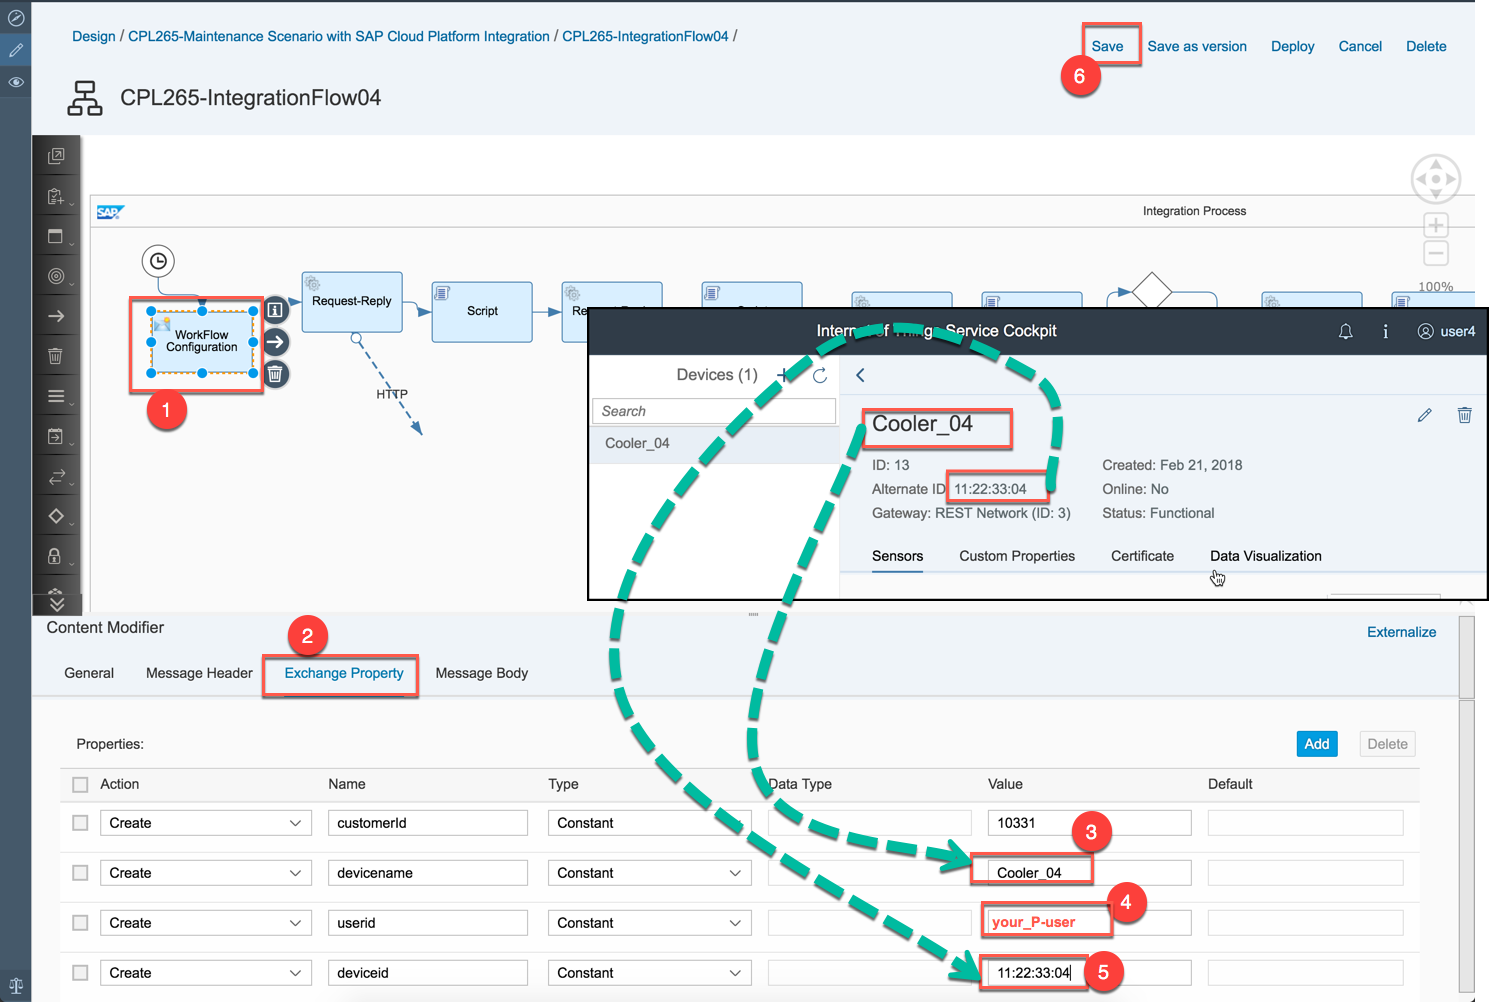 Design / CPL265-Maintenance Scenario with SAP Cloud Platform Integration / CPL265-IntegrationFlow04 /
Save Save as version Deploy Cancel Delete
6
CPL265-IntegrationFlow04
SAP
Integration Process
100%
Request-Reply
Script
WorkFlow
Configuration
1
HTTP
Internet of Things Service Cockpit
user4
Devices (1)
Search
Cooler_04
Cooler_04
ID: 13
Alternate ID 11:22:33:04
Gateway: REST Network (ID: 3)
Created: Feb 21, 2018
Online: No
Status: Functional
Sensors Custom Properties Certificate Data Visualization
Content Modifier
Externalize
2
General Message Header Exchange Property Message Body
Properties:
Add Delete
Action Name Type Data Type Value Default
Create customerId Constant 10331
3
Create devicename Constant Cooler_04
4
Create userid Constant your_P-user
Create deviceid Constant 11:22:33:04
5